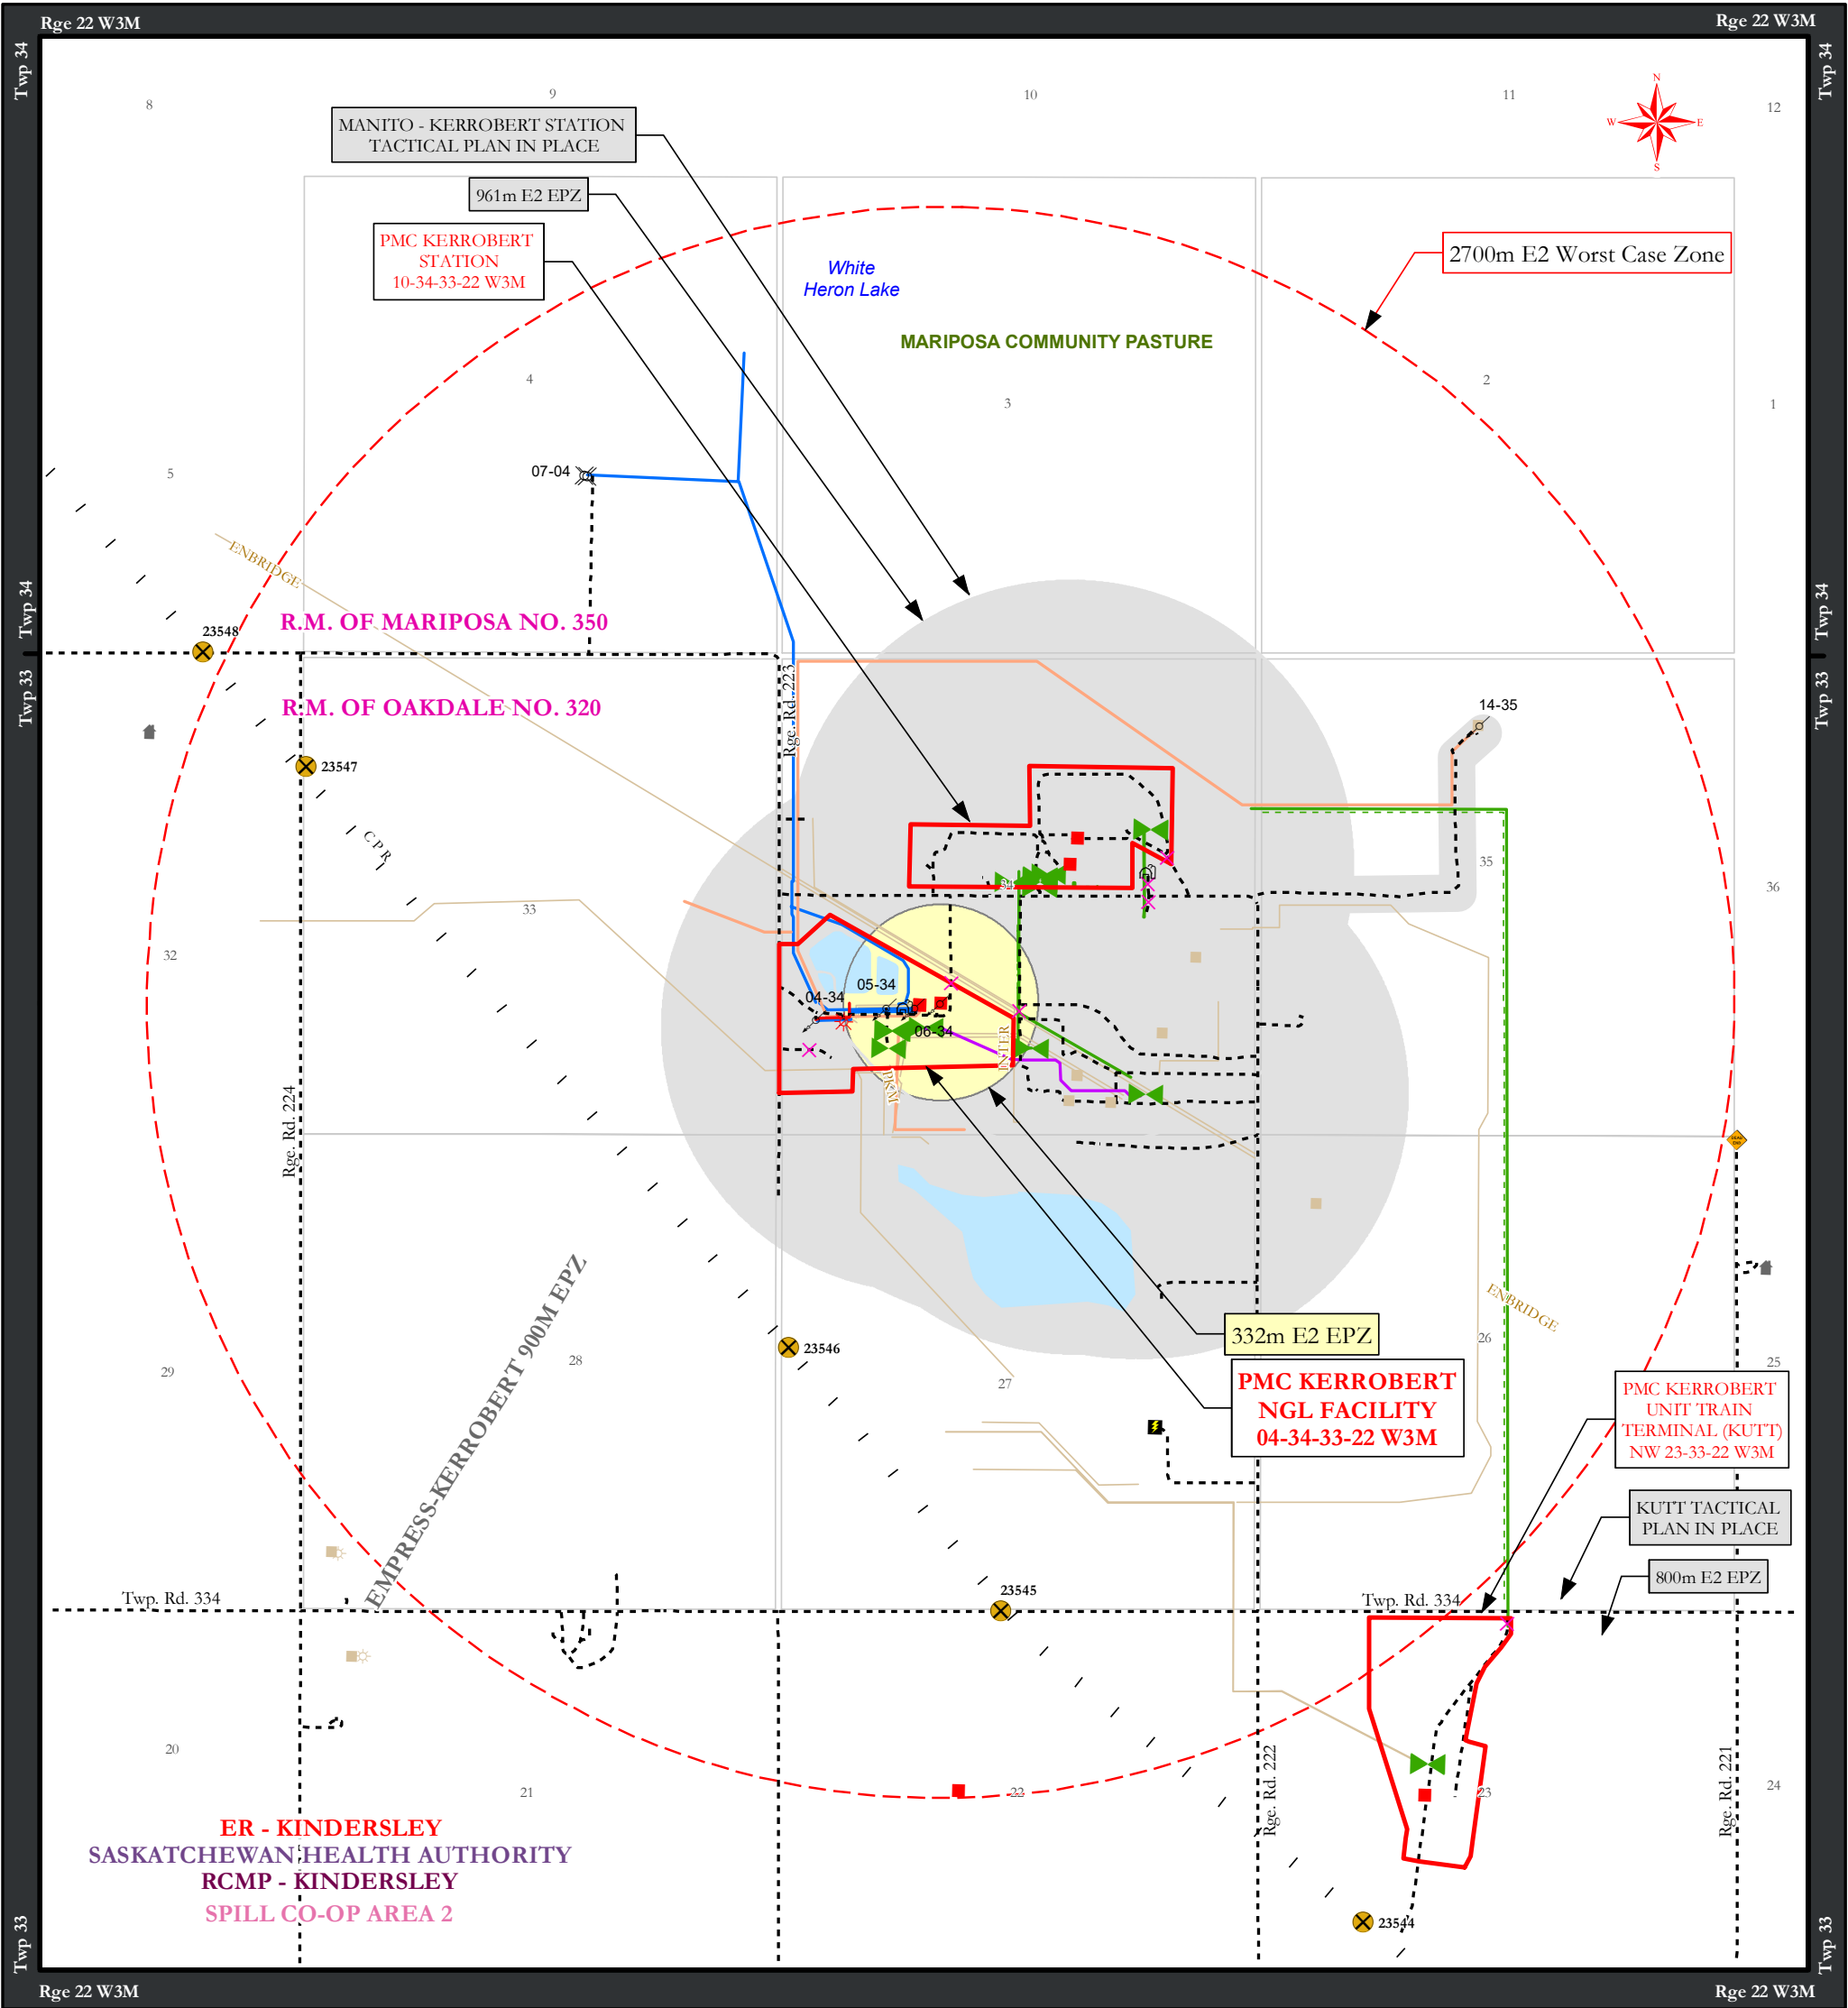 Rge 22 W3M
Rge 22 W3M
Twp 34
Twp 34
8
9
10
11
12
N
W
E
S
MANITO - KERROBERT STATION
TACTICAL PLAN IN PLACE
961m E2 EPZ
PMC KERROBERT
STATION
10-34-33-22 W3M
White
Heron Lake
2700m E2 Worst Case Zone
MARIPOSA COMMUNITY PASTURE
4
3
2
1
5
07-04
ENBRIDGE
Twp 34
Twp 34
R.M. OF MARIPOSA NO. 350
23548
Twp 33
Twp 33
R.M. OF OAKDALE NO. 320
Rge. Rd. 223
14-35
23547
CPR
35
34
36
33
32
05-34
04-34
06-34
INTER
PKM
Rge. Rd. 224
EMPRESS-KERROBERT 900M EPZ
ENBRIDGE
332m E2 EPZ
26
23546
28
29
27
25
PMC KERROBERT
NGL FACILITY
04-34-33-22 W3M
PMC KERROBERT
UNIT TRAIN
TERMINAL (KUTT)
NW 23-33-22 W3M
KUTT TACTICAL
PLAN IN PLACE
800m E2 EPZ
Twp. Rd. 334
23545
Twp. Rd. 334
20
21
22
23
24
Rge. Rd. 222
Rge. Rd. 221
ER - KINDERSLEY
SASKATCHEWAN HEALTH AUTHORITY
RCMP - KINDERSLEY
SPILL CO-OP AREA 2
23544
Twp 33
Twp 33
Rge 22 W3M
Rge 22 W3M